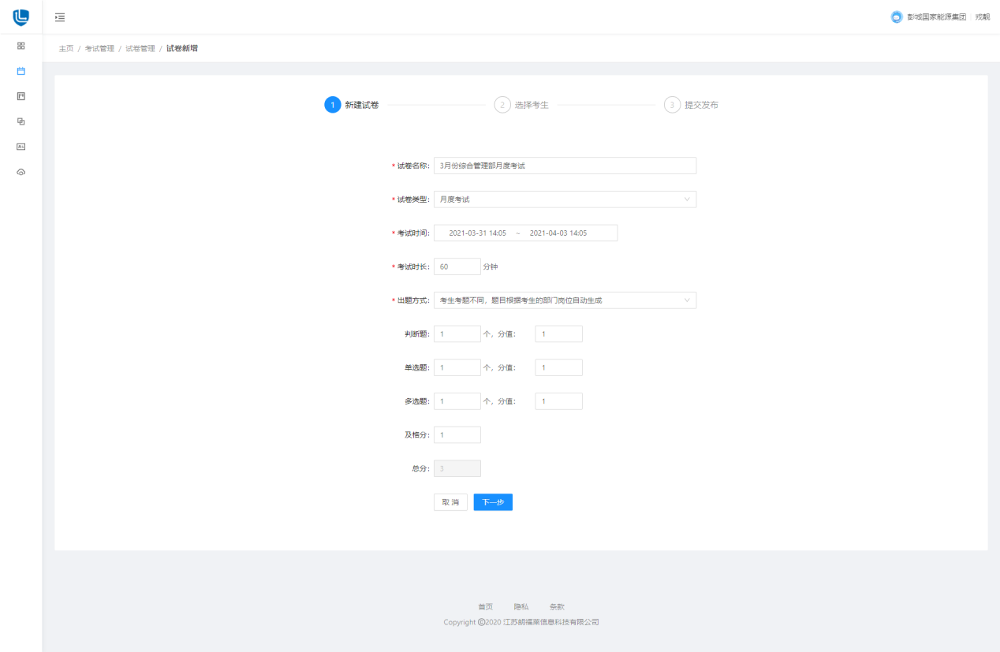 彭城国家能源集团 戎靓
主页 / 考试管理 / 试卷管理 / 试卷新增
1 新建试卷 2 选择考生 3 提交发布
* 试卷名称: 3月份综合管理部月度考试
* 试卷类型: 月度考试
* 考试时间: 2021-03-31 14:05 ~ 2021-04-03 14:05
* 考试时长: 60 分钟
* 出题方式: 考生考题不同，题目根据考生的部门岗位自动生成
判断题: 1 个，分值: 1
单选题: 1 个，分值: 1
多选题: 1 个，分值: 1
及格分: 1
总分: 3
取 消 下一步
首页 隐私 条款
Copyright ©2020 江苏朗福莱信息科技有限公司